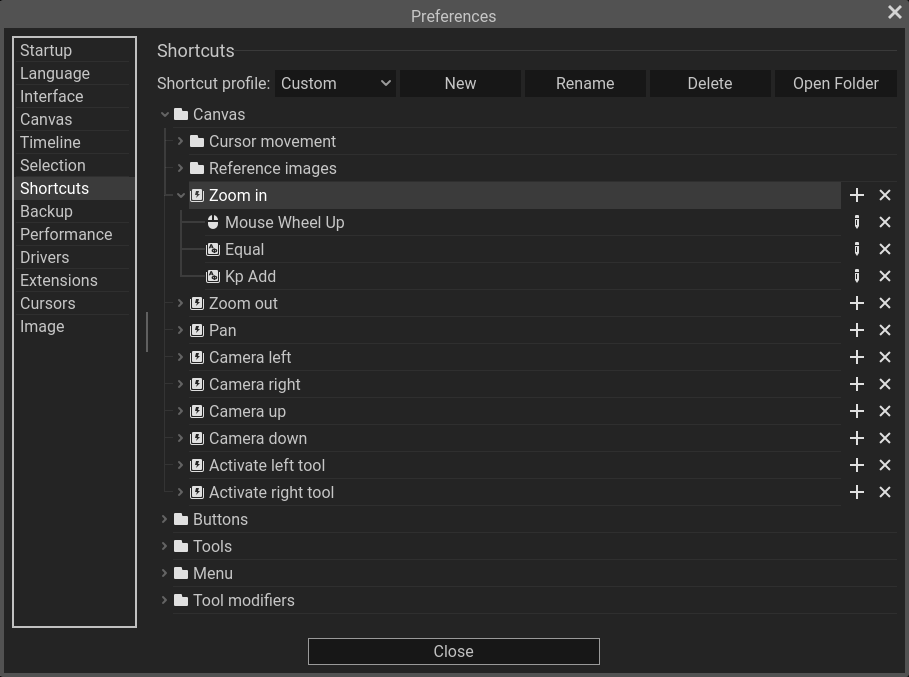 Preferences
Startup
Language
Interface
Canvas
Timeline
Selection
Shortcuts
Backup
Performance
Drivers
Extensions
Cursors
Image
Shortcuts
Shortcut profile: Custom New Rename Delete Open Folder
Canvas
Cursor movement
Reference images
Zoom in
Mouse Wheel Up
Equal
Kp Add
Zoom out
Pan
Camera left
Camera right
Camera up
Camera down
Activate left tool
Activate right tool
Buttons
Tools
Menu
Tool modifiers
Close